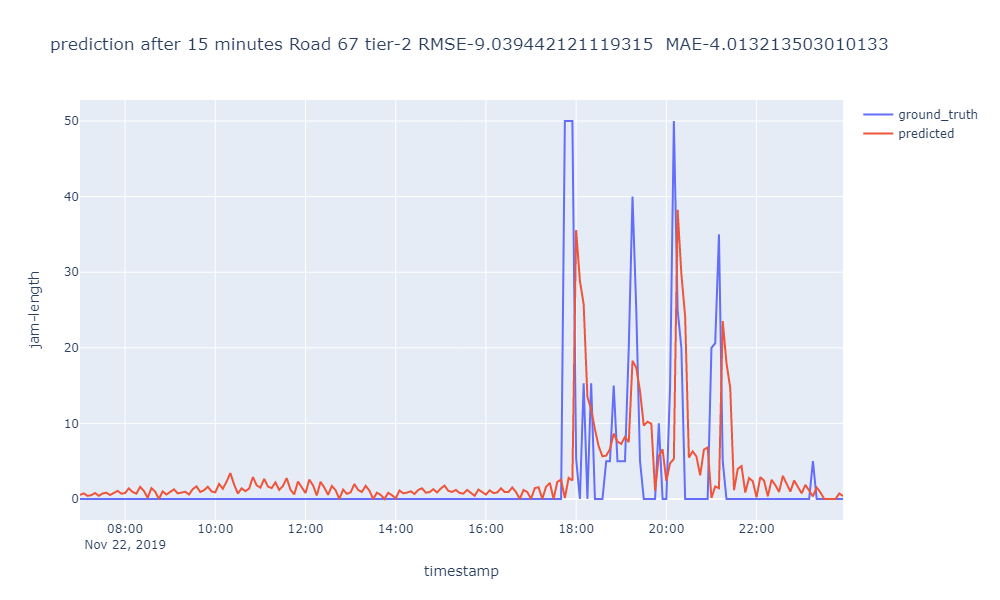 prediction after 15 minutes Road 67 tier-2 RMSE-9.039442121119315  MAE-4.013213503010133
ground_truth
predicted
50
40
30
20
10
0
jam-length
08:00 10:00 12:00 14:00 16:00 18:00 20:00 22:00
Nov 22, 2019
timestamp